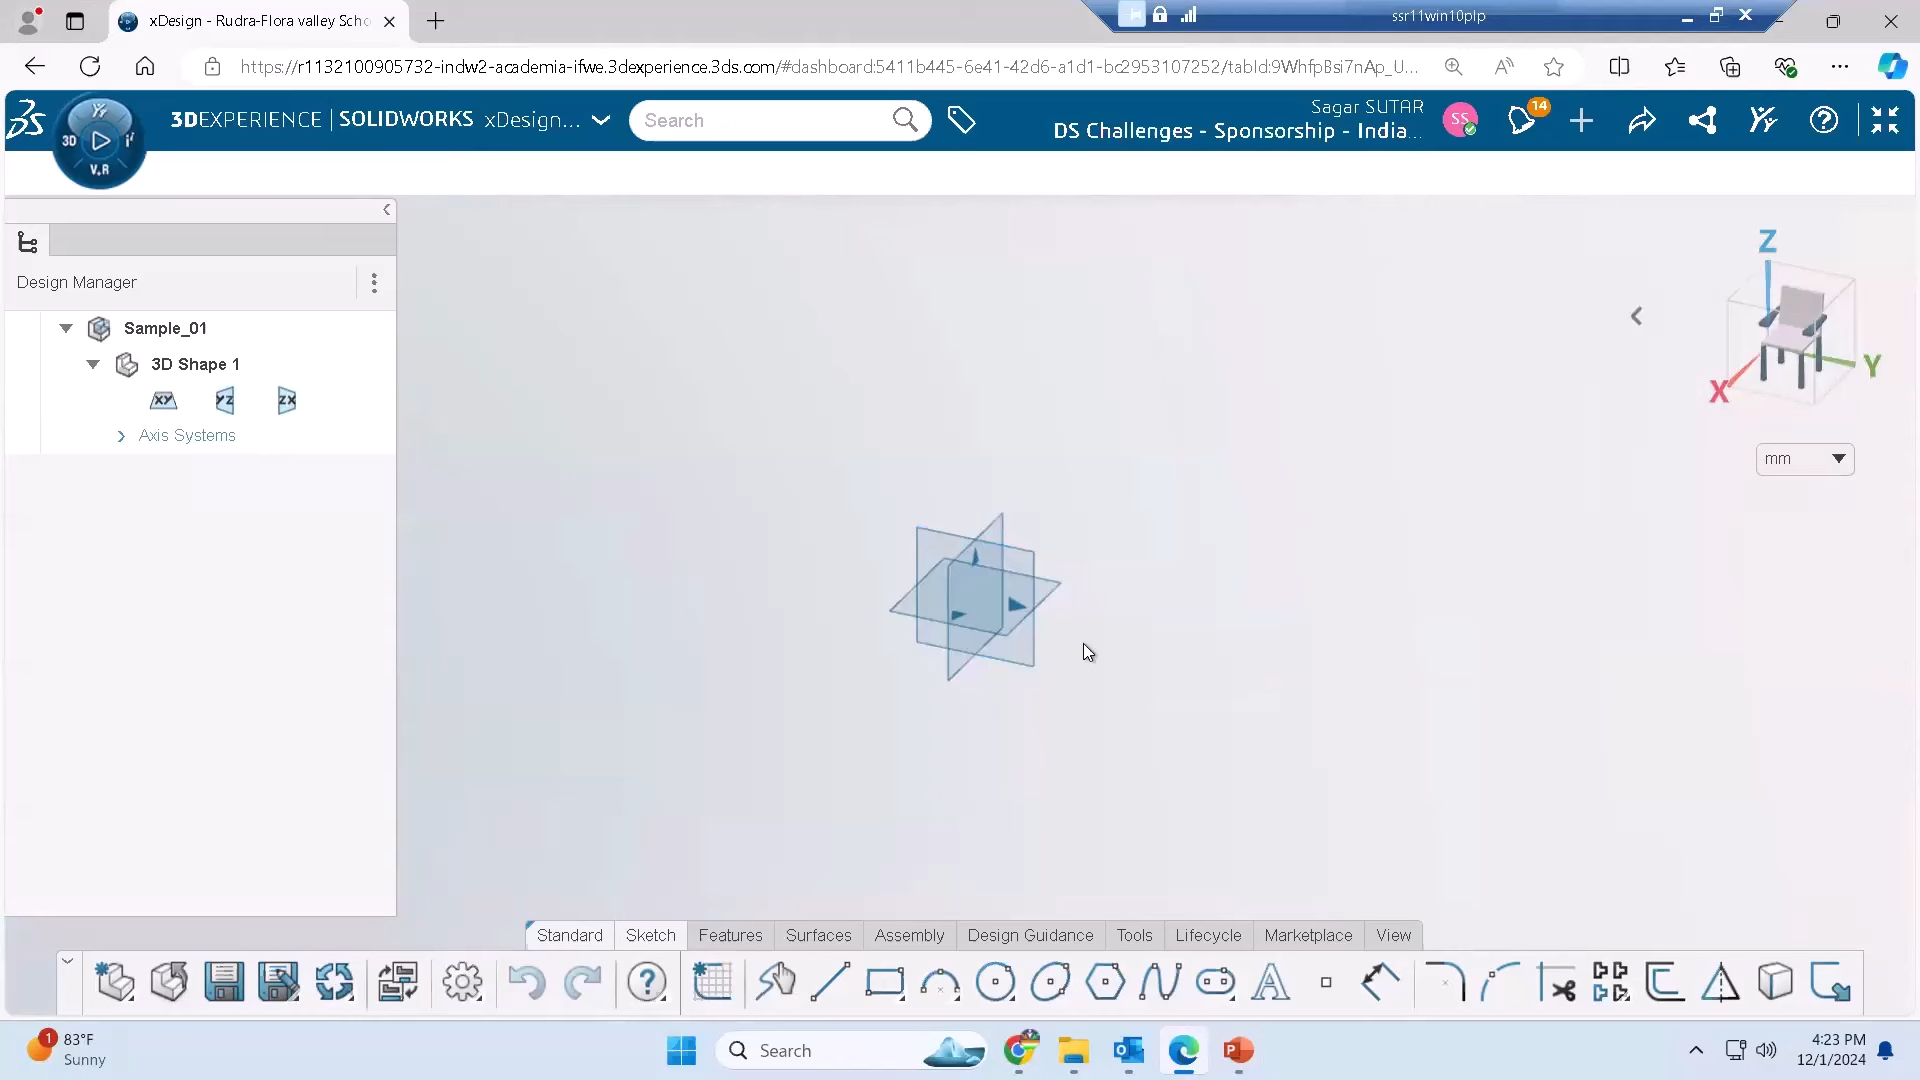 xDesign - Rudra-Flora valley Scho
ssr11win10plp
https://r1132100905732-indw2-academia-ifwe.3dexperience.3ds.com/#dashboard:5411b445-6e41-42d6-a1d1-bc2953107252/tabId:9WhfpBsi7nAp_U...
3DEXPERIENCE | SOLIDWORKS xDesign...
Search
Sagar SUTAR
DS Challenges - Sponsorship - India...
SS
14
3D
V.R
Design Manager
Sample_01
3D Shape 1
XY YZ ZX
Axis Systems
Z
Y
X
mm
Standard Sketch Features Surfaces Assembly Design Guidance Tools Lifecycle Marketplace View
1
83°F
Sunny
Search
4:23 PM
12/1/2024